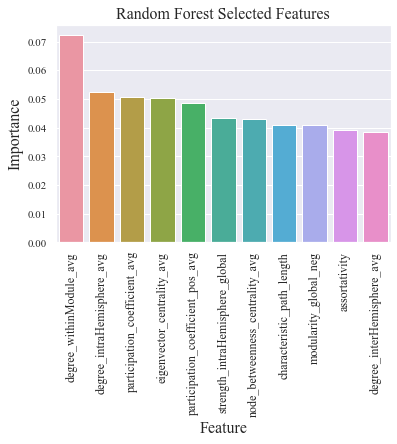 Random Forest Selected Features
Importance
0.07
0.06
0.05
0.04
0.03
0.02
0.01
0.00
degree_withinModule_avg
degree_intraHemisphere_avg
participation_coefficient_avg
eigenvector_centrality_avg
participation_coefficient_pos_avg
strength_intraHemisphere_global
node_betweenness_centrality_avg
characteristic_path_length
modularity_global_neg
assortativity
degree_interHemisphere_avg
Feature